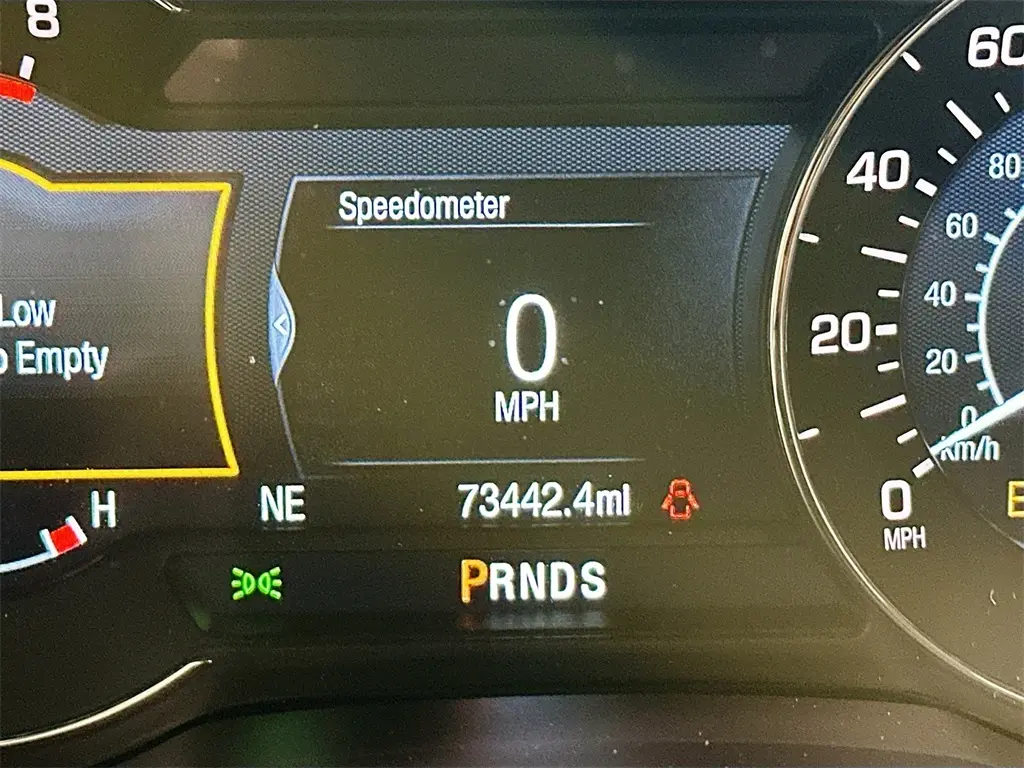 8
Speedometer
0
MPH
Low
Empty
H
NE
73442.4mi
PRNDS
60
40
20
0
MPH
80
60
40
20
0
km/h
E